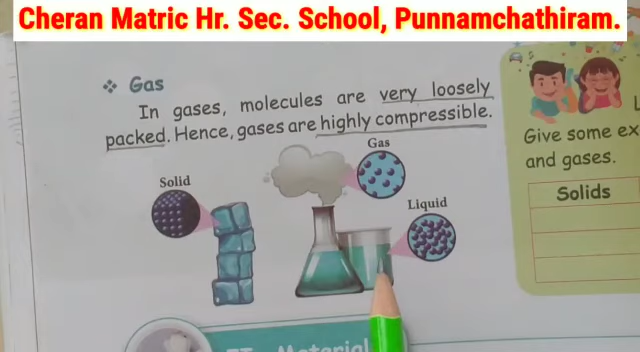 Cheran Matric Hr. Sec. School, Punnamchathiram.
❖ Gas
In gases, molecules are very loosely
packed. Hence, gases are highly compressible.
Gas
Solid
Liquid
Give some ex
and gases.
Solids
Material